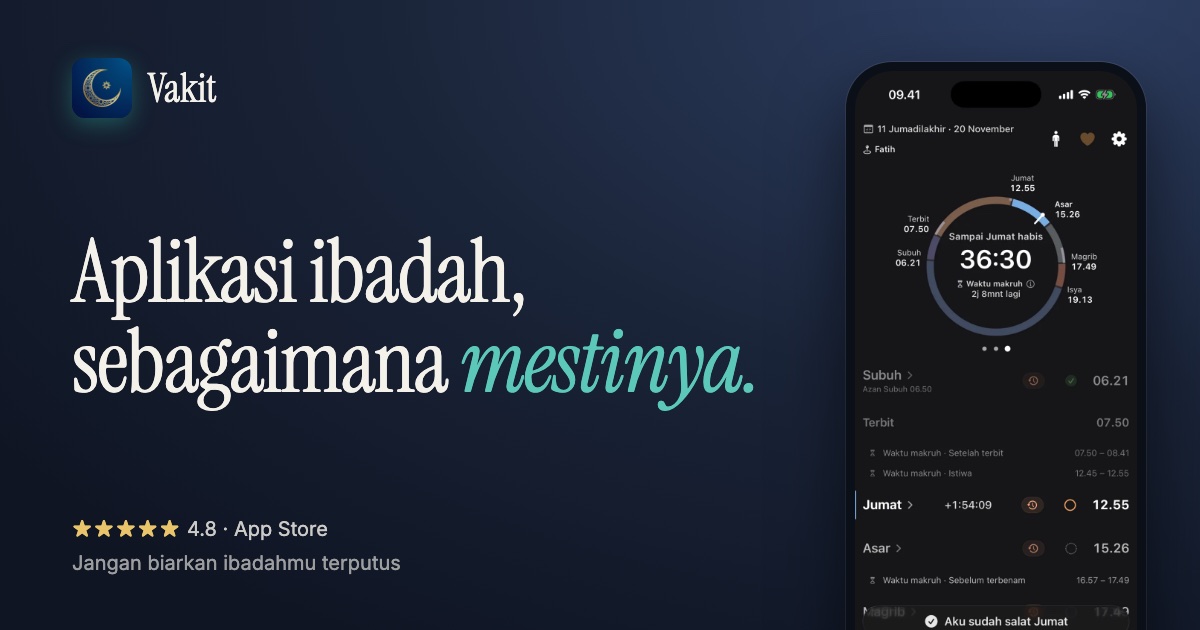 Vakit
Aplikasi ibadah,
sebagaimana mestinya.
4.8 · App Store
Jangan biarkan ibadahmu terputus
09.41
11 Jumadilakhir · 20 November
Fatih
Jumat
12.55
Asar
15.26
Terbit
07.50
Sampai Jumat habis
36:30
Waktu makruh
2j 8mnt lagi
Subuh
06.21
Magrib
17.49
Isya
19.13
Subuh 06.21
Azan Subuh 06.50
Terbit 07.50
Waktu makruh · Setelah terbit 07.50 – 08.41
Waktu makruh · Istiwa 12.45 – 12.55
Jumat +1:54:09 12.55
Asar 15.26
Waktu makruh · Sebelum terbenam 16.57 – 17.49
Magrib 17.49
Aku sudah salat Jumat